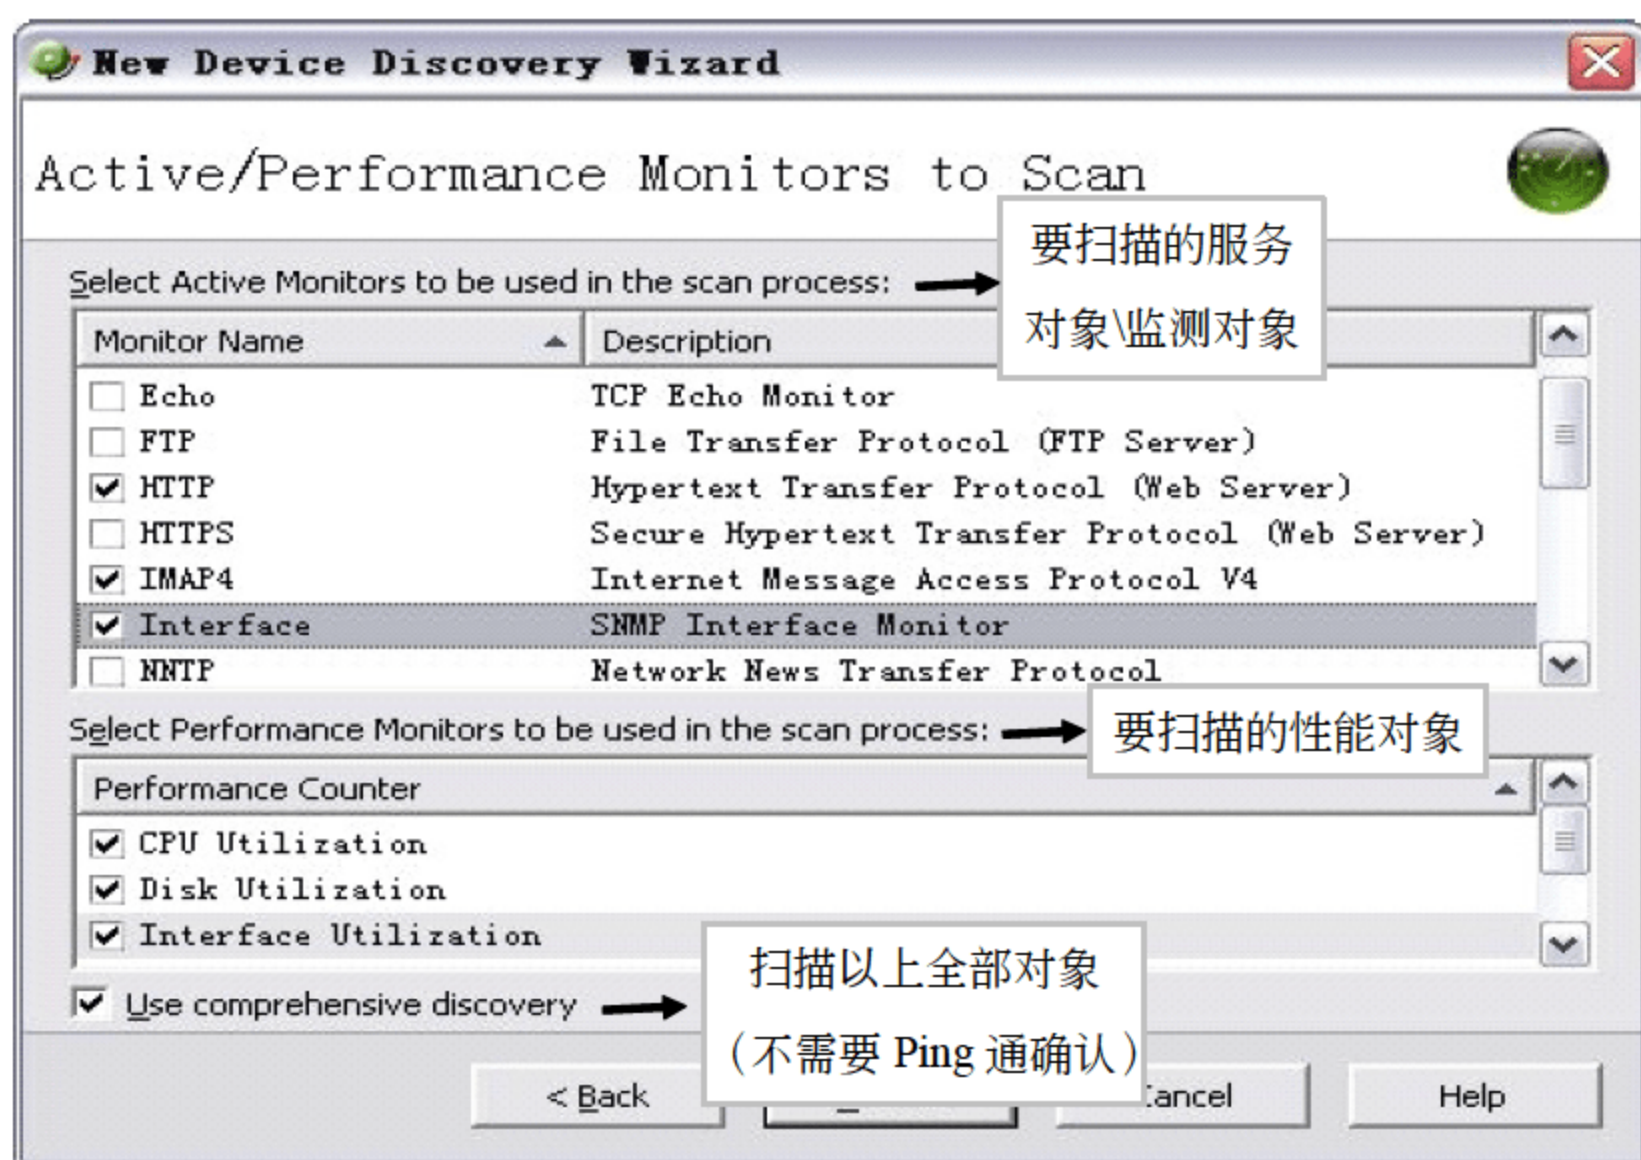 New Device Discovery Wizard
Active/Performance Monitors to Scan
要扫描的服务
对象\监测对象
Select Active Monitors to be used in the scan process:
Monitor Name Description
Echo TCP Echo Monitor
FTP File Transfer Protocol (FTP Server)
HTTP Hypertext Transfer Protocol (Web Server)
HTTPS Secure Hypertext Transfer Protocol (Web Server)
IMAP4 Internet Message Access Protocol V4
Interface SNMP Interface Monitor
NNTP Network News Transfer Protocol
Select Performance Monitors to be used in the scan process:
要扫描的性能对象
Performance Counter
CPU Utilization
Disk Utilization
Interface Utilization
Use comprehensive discovery
扫描以上全部对象
（不需要 Ping 通确认）
< Back ancel Help